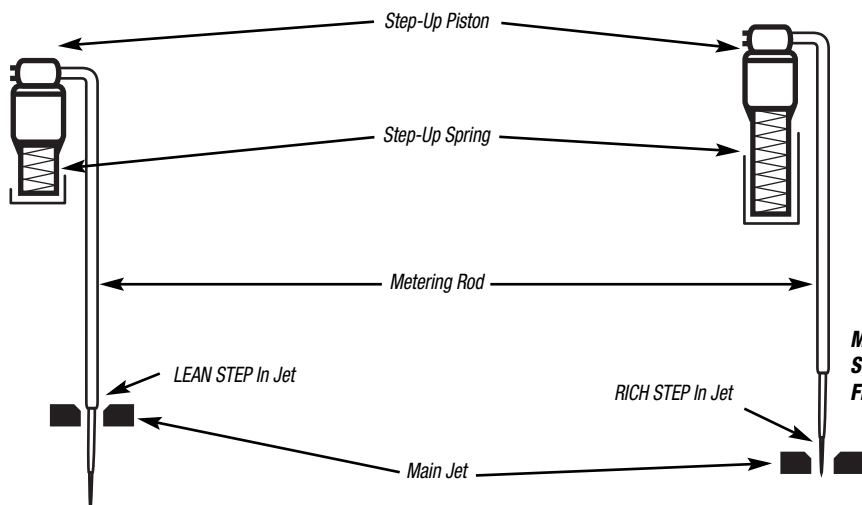 Step-Up Piston
Step-Up Spring
Metering Rod
LEAN STEP In Jet
RICH STEP In Jet
Main Jet